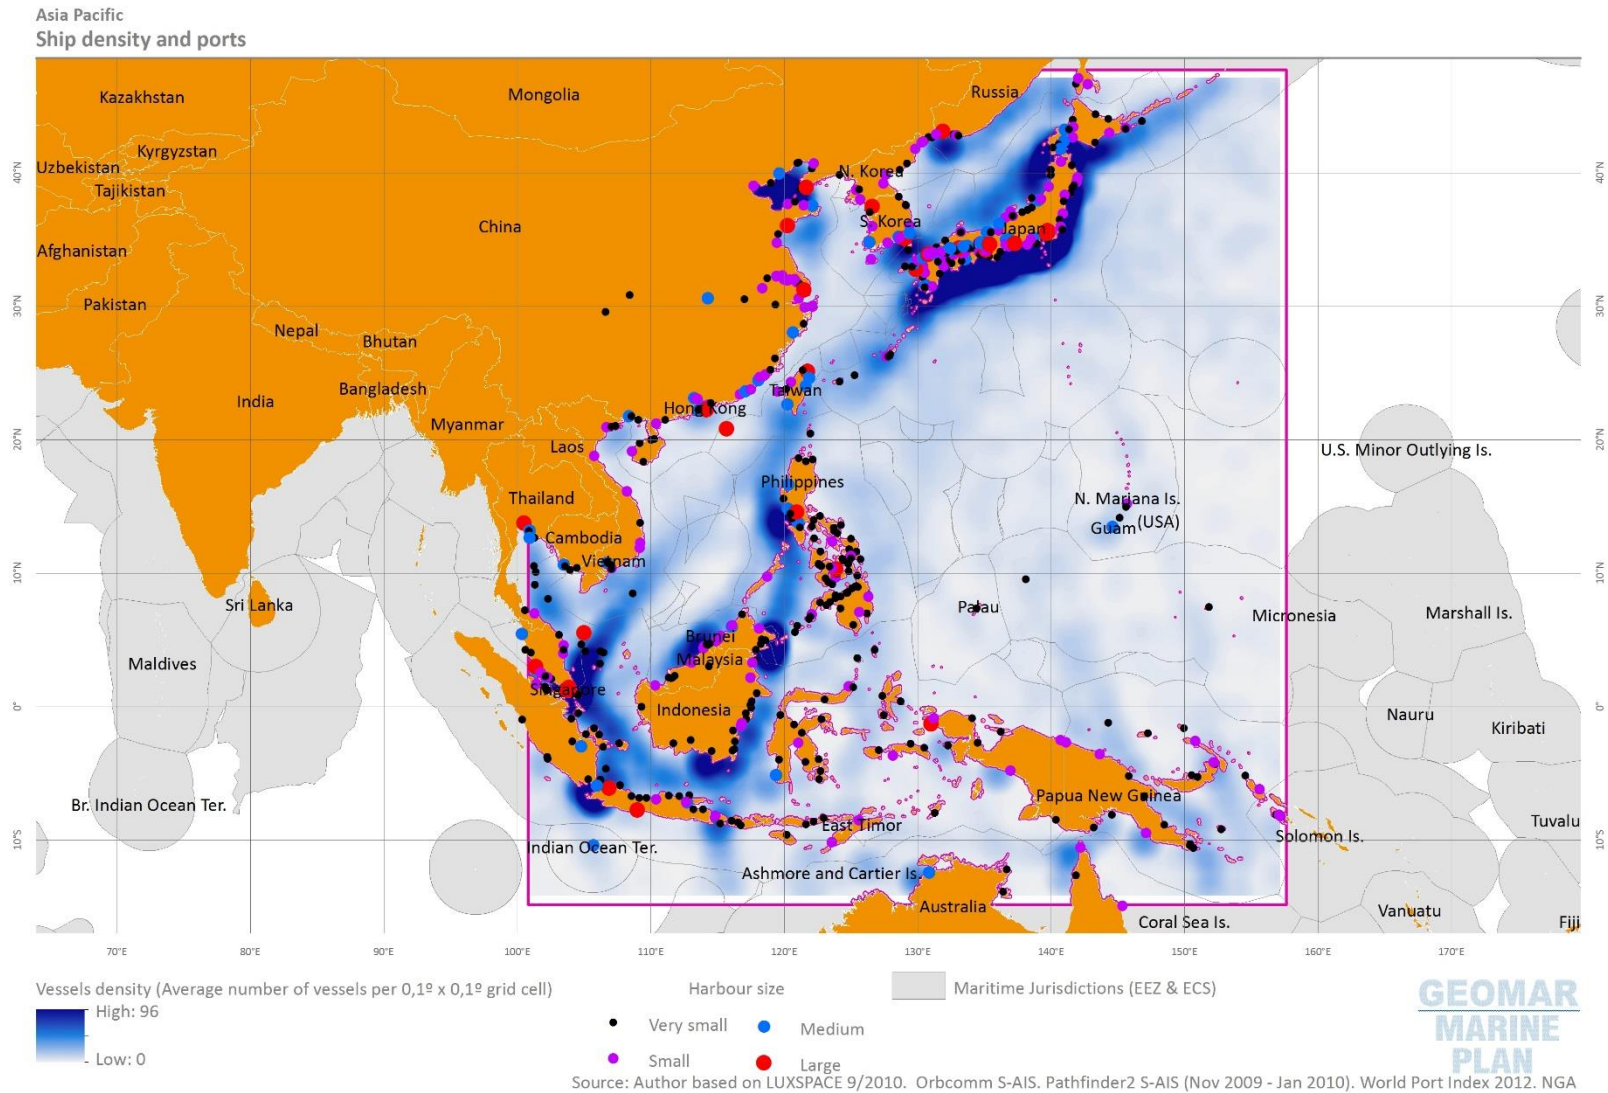 Asia Pacific
Ship density and ports
Kazakhstan
Mongolia
Russia
Kyrgyzstan
Uzbekistan
Tajikistan
N. Korea
40°N
40°N
China
S. Korea
Japan
Afghanistan
Pakistan
30°N
30°N
Nepal
Bhutan
Bangladesh
Taiwan
India
Hong Kong
Myanmar
20°N
20°N
Laos
U.S. Minor Outlying Is.
Philippines
Thailand
N. Mariana Is.
Guam (USA)
Cambodia
Vietnam
10°N
10°N
Sri Lanka
Palau
Micronesia
Marshall Is.
Brunei
Maldives
Malaysia
Singapore
0°
0°
Indonesia
Nauru
Kiribati
Br. Indian Ocean Ter.
Papua New Guinea
East Timor
Tuvalu
Solomon Is.
10°S
10°S
Indian Ocean Ter.
Ashmore and Cartier Is.
Australia
Vanuatu
Coral Sea Is.
Fiji
70°E 80°E 90°E 100°E 110°E 120°E 130°E 140°E 150°E 160°E 170°E
Vessels density (Average number of vessels per 0,1º x 0,1º grid cell)
High: 96
Low: 0
Harbour size
Very small
Medium
Small
Large
Maritime Jurisdictions (EEZ & ECS)
GEOMAR
MARINE
PLAN
Source: Author based on LUXSPACE 9/2010. Orbcomm S-AIS. Pathfinder2 S-AIS (Nov 2009 - Jan 2010). World Port Index 2012. NGA